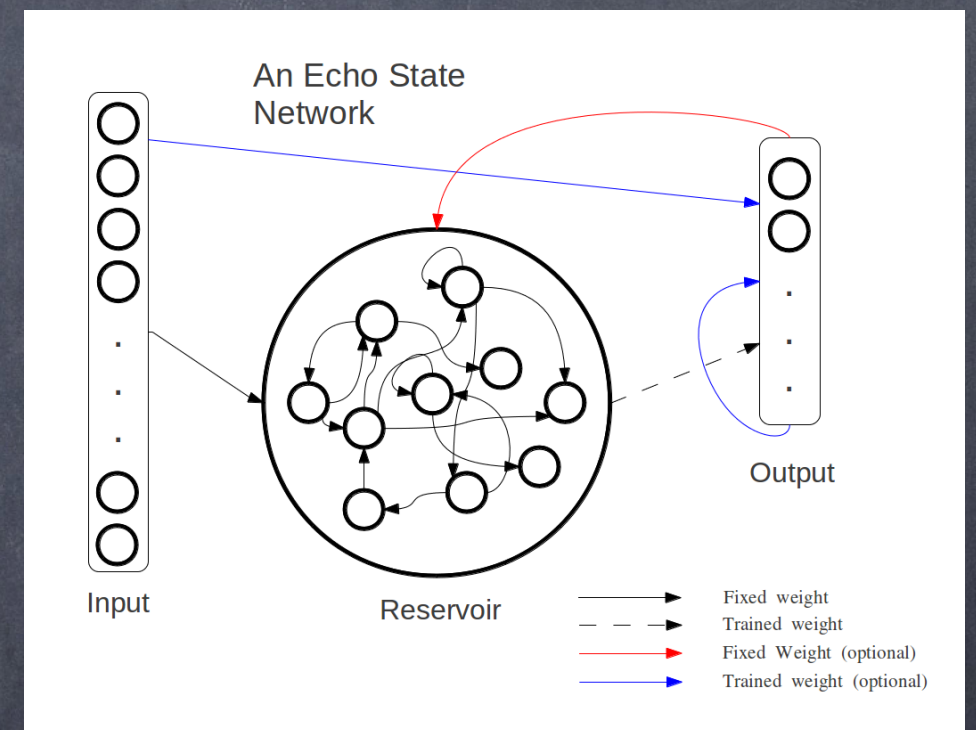 An Echo State
Network
Input
Reservoir
Output
Fixed weight
Trained weight
Fixed Weight (optional)
Trained weight (optional)